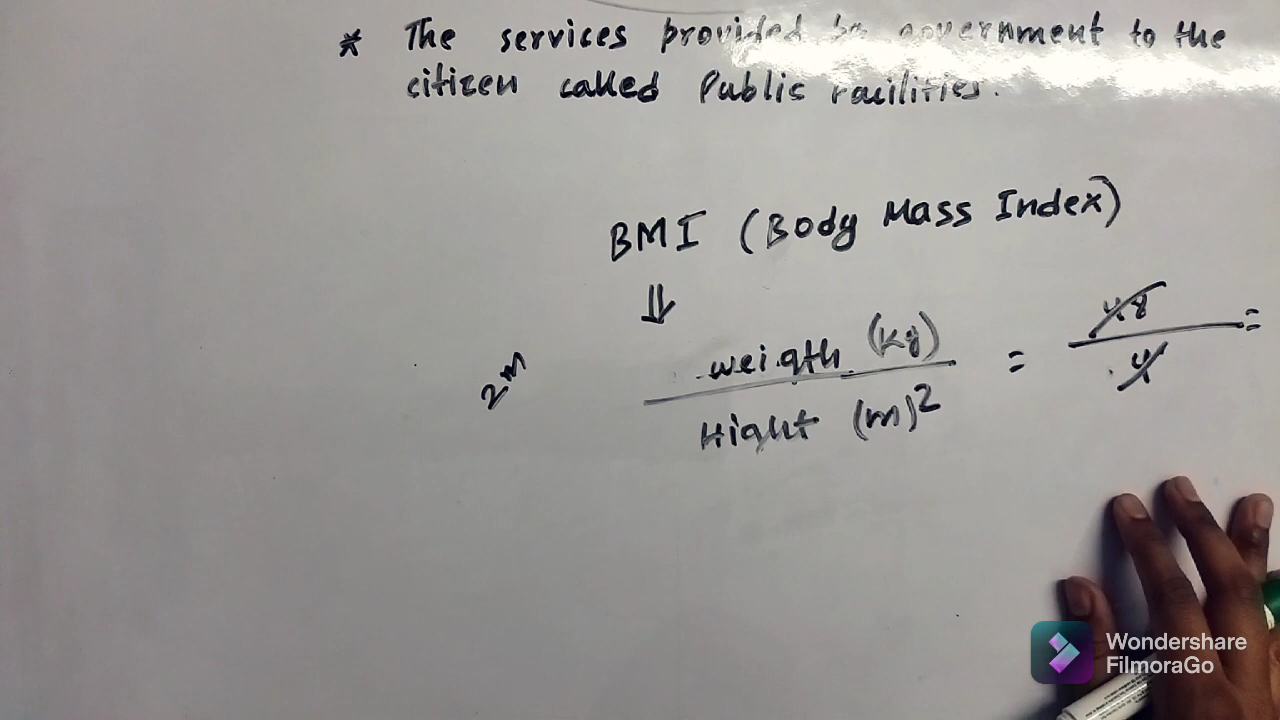 * The services provided by government to the
citizen called Public Facilities.
BMI (Body Mass Index)
⇓
2m
weigth (Kg) = 48 =
Hight (m)² 4
Wondershare
FilmoraGo